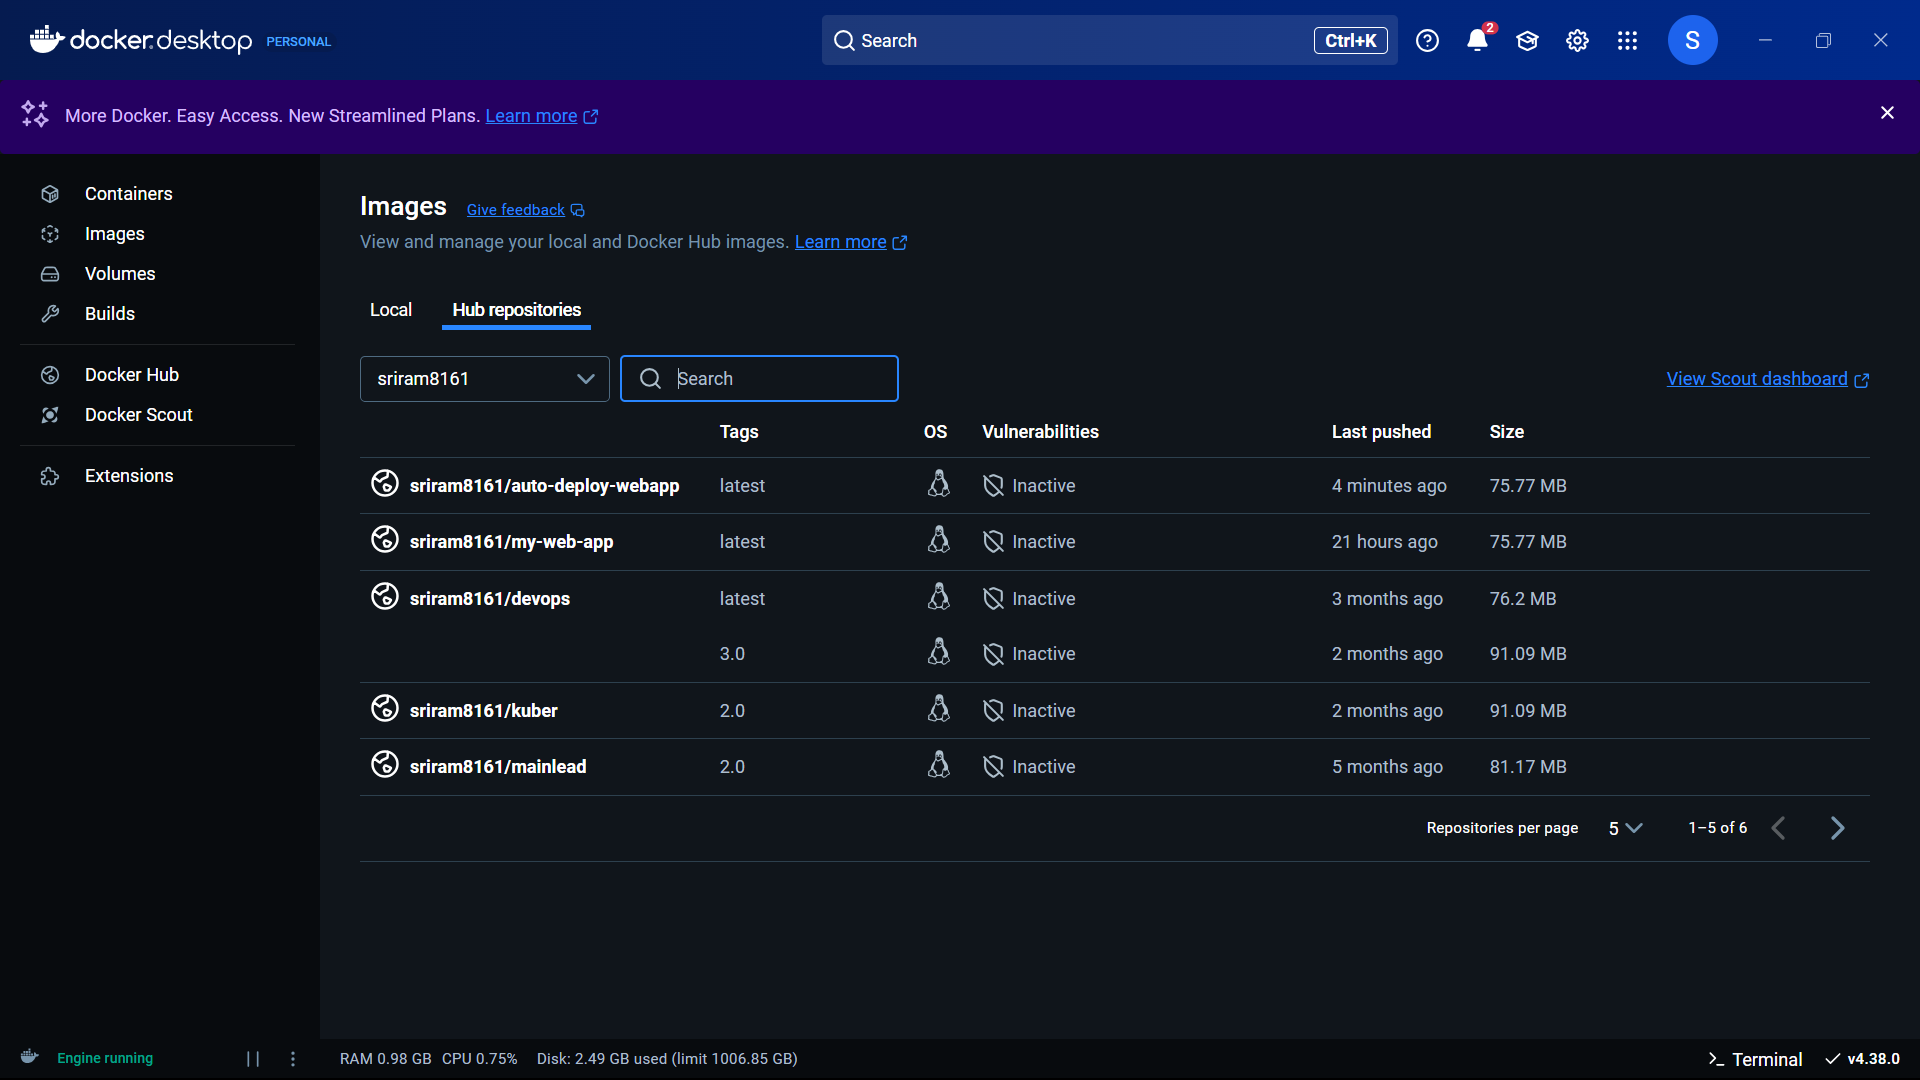 docker.desktop PERSONAL
Search Ctrl+K 2 S
More Docker. Easy Access. New Streamlined Plans. Learn more
Containers
Images
Volumes
Builds
Docker Hub
Docker Scout
Extensions
Images Give feedback
View and manage your local and Docker Hub images. Learn more
Local Hub repositories
sriram8161 Search View Scout dashboard
Tags OS Vulnerabilities Last pushed Size
sriram8161/auto-deploy-webapp latest Inactive 4 minutes ago 75.77 MB
sriram8161/my-web-app latest Inactive 21 hours ago 75.77 MB
sriram8161/devops latest Inactive 3 months ago 76.2 MB
3.0 Inactive 2 months ago 91.09 MB
sriram8161/kuber 2.0 Inactive 2 months ago 91.09 MB
sriram8161/mainlead 2.0 Inactive 5 months ago 81.17 MB
Repositories per page 5 1–5 of 6
Engine running RAM 0.98 GB CPU 0.75% Disk: 2.49 GB used (limit 1006.85 GB) Terminal v4.38.0